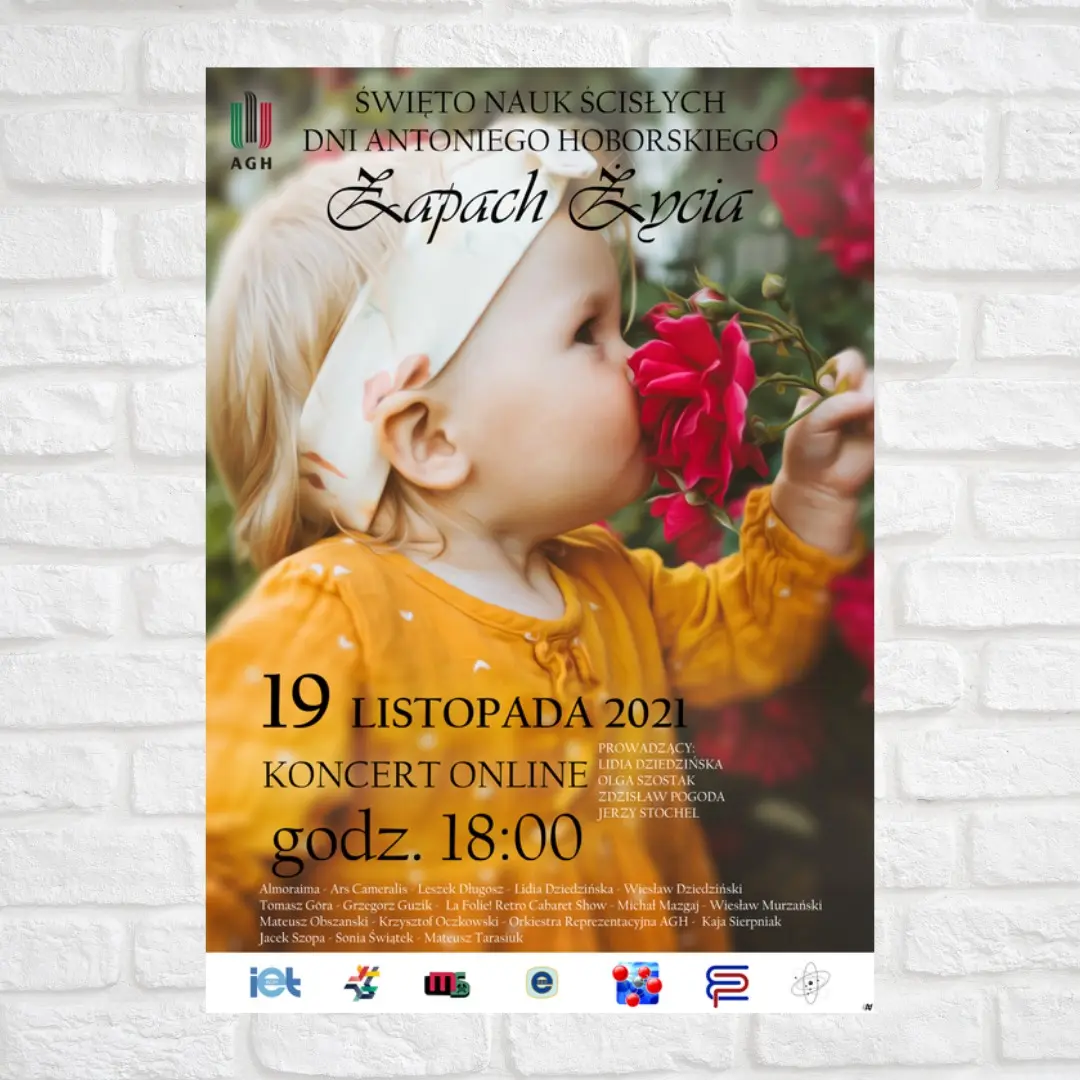 AGH
ŚWIĘTO NAUK ŚCISŁYCH
DNI ANTONIEGO HOBORSKIEGO
Zapach Życia
19 LISTOPADA 2021
KONCERT ONLINE
godz. 18:00
PROWADZĄCY:
LIDIA DZIEDZIŃSKA
OLGA SZOSTAK
ZDZISŁAW POGODA
JERZY STOCHEL
Almoraima - Ars Cameralis - Leszek Długosz - Lidia Dziedzińska - Wiesław Dziedziński
Tomasz Góra - Grzegorz Guzik - La Folie! Retro Cabaret Show - Michał Mazgaj - Wiesław Murzański
Mateusz Obszanski - Krzysztof Oczkowski - Orkiestra Reprezentacyjna AGH - Kaja Sierpniak
Jacek Szopa - Sonia Świątek - Mateusz Tarasiuk
iet
e